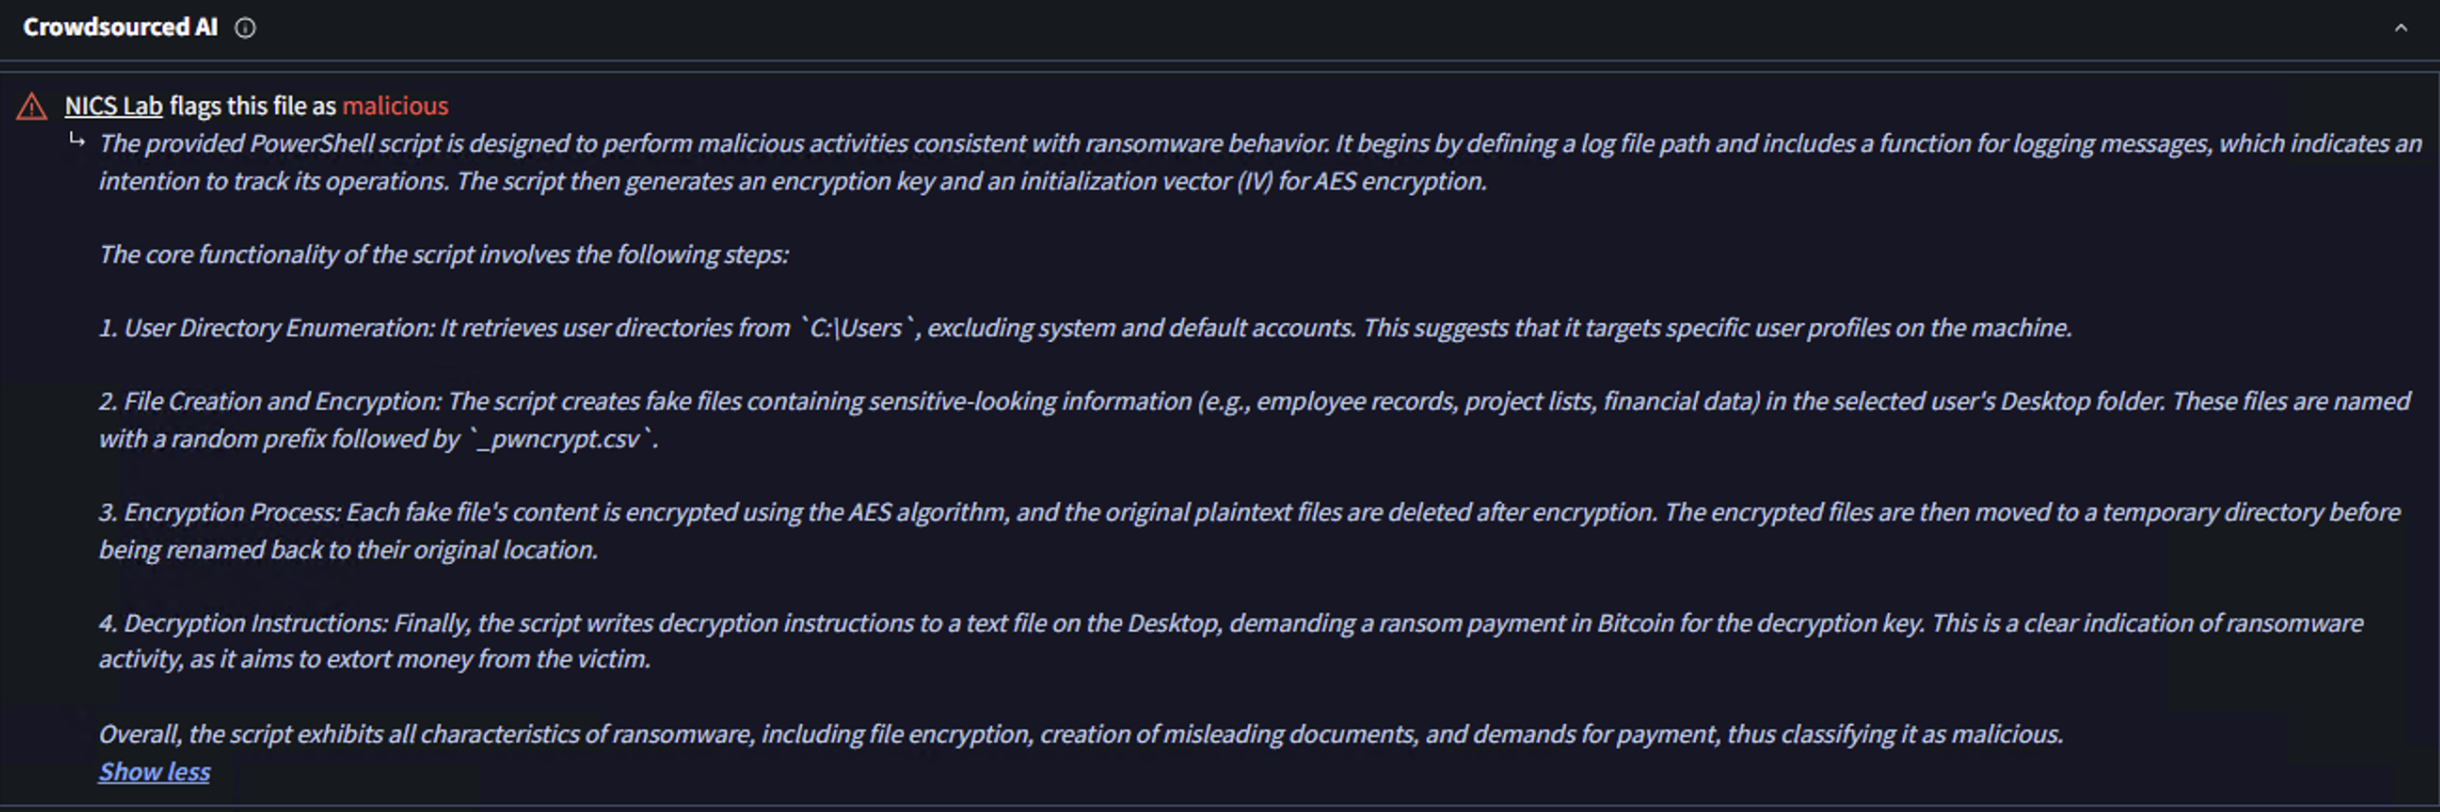 Crowdsourced AI
NICS Lab flags this file as malicious
The provided PowerShell script is designed to perform malicious activities consistent with ransomware behavior. It begins by defining a log file path and includes a function for logging messages, which indicates an
intention to track its operations. The script then generates an encryption key and an initialization vector (IV) for AES encryption.
The core functionality of the script involves the following steps:
1. User Directory Enumeration: It retrieves user directories from `C:\Users`, excluding system and default accounts. This suggests that it targets specific user profiles on the machine.
2. File Creation and Encryption: The script creates fake files containing sensitive-looking information (e.g., employee records, project lists, financial data) in the selected user's Desktop folder. These files are named
with a random prefix followed by `_pwncrypt.csv`.
3. Encryption Process: Each fake file's content is encrypted using the AES algorithm, and the original plaintext files are deleted after encryption. The encrypted files are then moved to a temporary directory before
being renamed back to their original location.
4. Decryption Instructions: Finally, the script writes decryption instructions to a text file on the Desktop, demanding a ransom payment in Bitcoin for the decryption key. This is a clear indication of ransomware
activity, as it aims to extort money from the victim.
Overall, the script exhibits all characteristics of ransomware, including file encryption, creation of misleading documents, and demands for payment, thus classifying it as malicious.
Show less